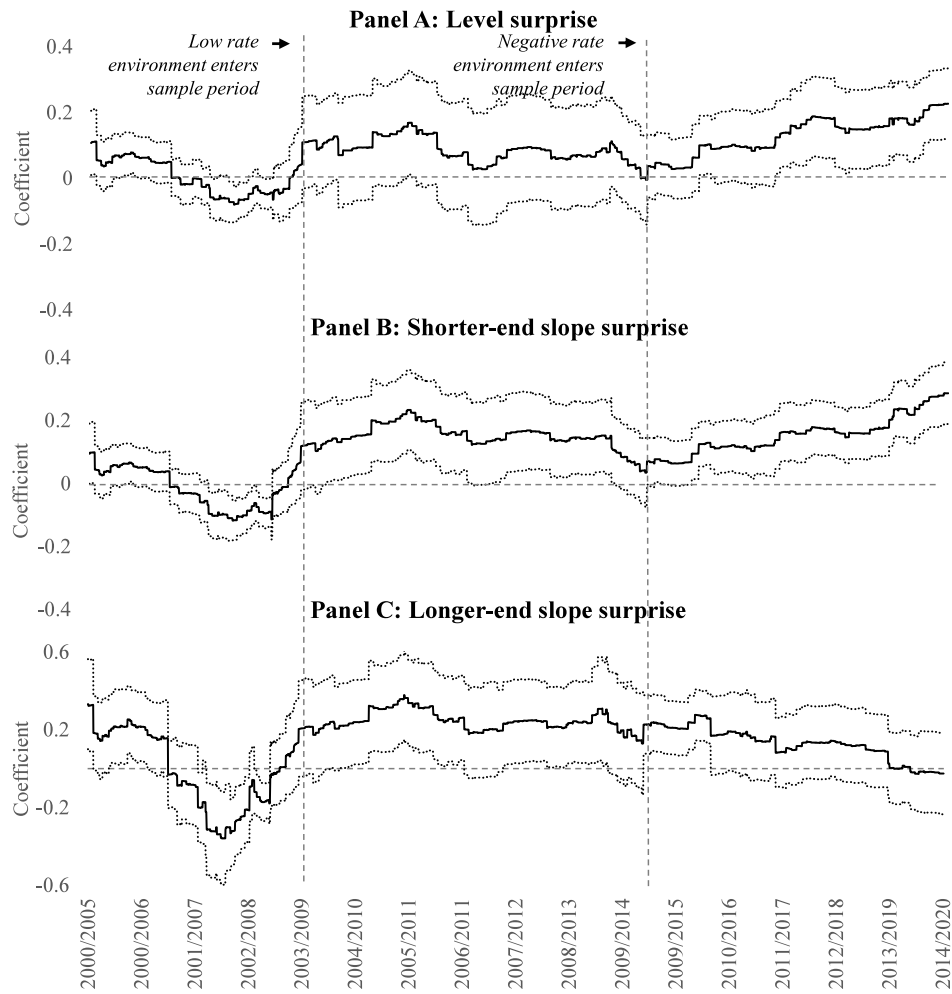 Panel A: Level surprise
0.4
0.2
0
-0.2
-0.4
Coefficient
Low rate
environment enters
sample period
Negative rate
environment enters
sample period
Panel B: Shorter-end slope surprise
0.4
0.2
0
-0.2
-0.4
Coefficient
Panel C: Longer-end slope surprise
0.6
0.2
-0.2
-0.6
Coefficient
2000/2005
2000/2006
2001/2007
2002/2008
2003/2009
2004/2010
2005/2011
2006/2011
2007/2012
2008/2013
2009/2014
2009/2015
2010/2016
2011/2017
2012/2018
2013/2019
2014/2020